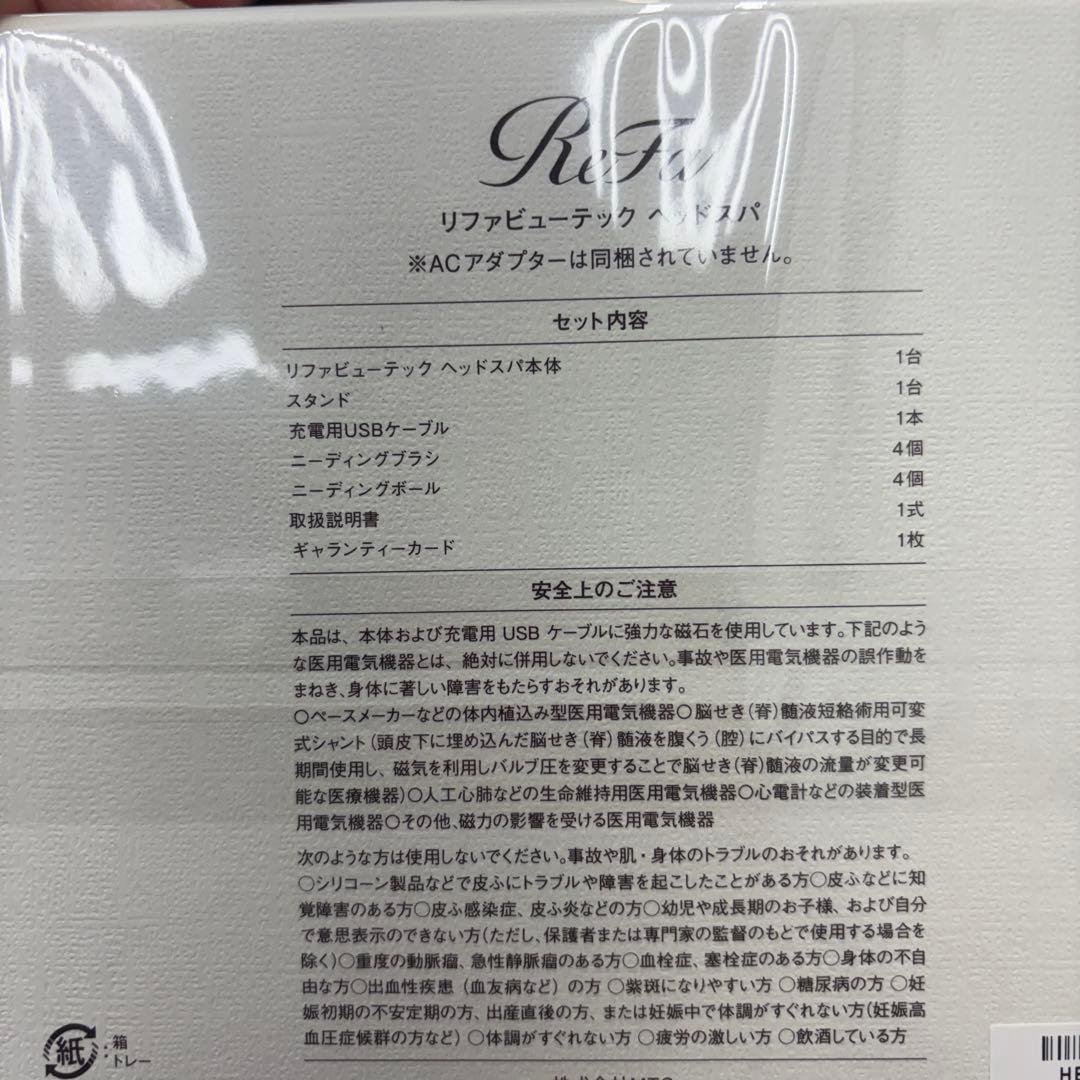 ReFa
リファビューテック ヘッドスパ
※ACアダプターは同梱されていません。
セット内容
リファビューテック ヘッドスパ本体 1台
スタンド 1台
充電用USBケーブル 1本
ニーディングブラシ 4個
ニーディングボール 4個
取扱説明書 1式
ギャランティーカード 1枚
安全上のご注意
本品は、本体および充電用 USB ケーブルに強力な磁石を使用しています。下記のよう
な医用電気機器とは、絶対に併用しないでください。事故や医用電気機器の誤作動を
まねき、身体に著しい障害をもたらすおそれがあります。
○ペースメーカーなどの体内植込み型医用電気機器○脳せき(脊)髄液短絡術用可変
式シャント(頭皮下に埋め込んだ脳せき(脊)髄液を腹くう(腔)にバイパスする目的で長
期間使用し、磁気を利用しバルブ圧を変更することで脳せき(脊)髄液の流量が変更可
能な医療機器)○人工心肺などの生命維持用医用電気機器○心電計などの装着型医
用電気機器○その他、磁力の影響を受ける医用電気機器
次のような方は使用しないでください。事故や肌・身体のトラブルのおそれがあります。
○シリコーン製品などで皮ふにトラブルや障害を起こしたことがある方○皮ふなどに知
覚障害のある方○皮ふ感染症、皮ふ炎などの方○幼児や成長期のお子様、および自分
で意思表示のできない方(ただし、保護者または専門家の監督のもとで使用する場合を
除く)○重度の動脈瘤、急性静脈瘤のある方○血栓症、塞栓症のある方○身体の不自
由な方○出血性疾患(血友病など)の方○紫斑になりやすい方○糖尿病の方○妊
娠初期の不安定期の方、出産直後の方、または妊娠中で体調がすぐれない方(妊娠高
血圧症候群の方など)○体調がすぐれない方○疲労の激しい方○飲酒している方
紙:箱
トレー
株式会社MTG
HE